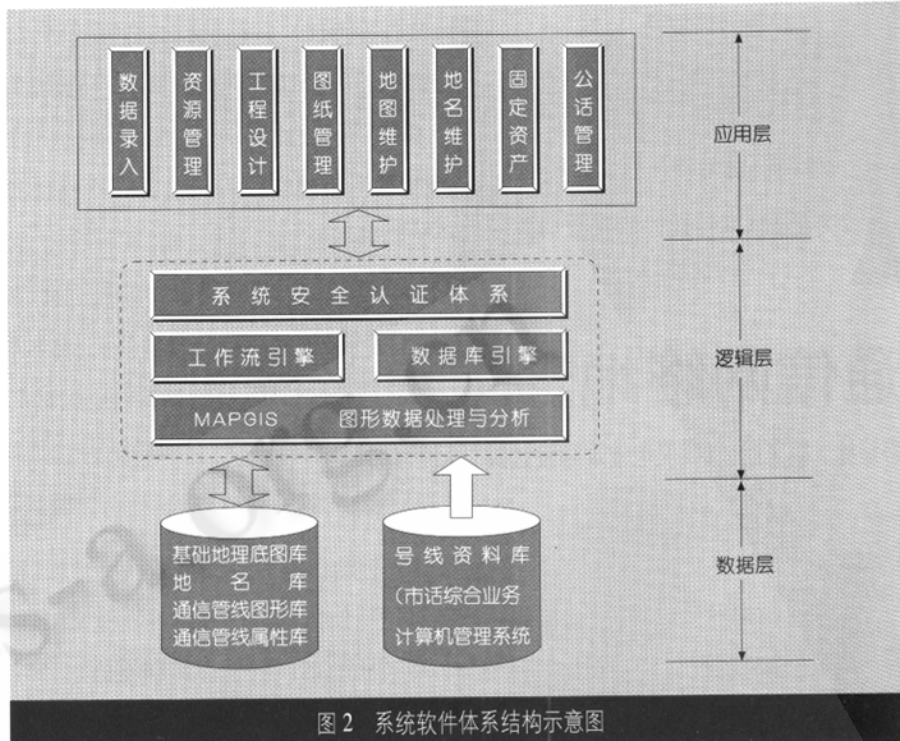 数据录入
资源管理
工程设计
图纸管理
地图维护
地名维护
固定资产
公话管理
应用层
系统安全认证体系
工作流引擎
数据库引擎
MAPGIS 图形数据处理与分析
逻辑层
基础地理底图库
地名库
通信管线图形库
通信管线属性库
号线资料库
(市话综合业务
计算机管理系统
数据层
图 2 系统软件体系结构示意图